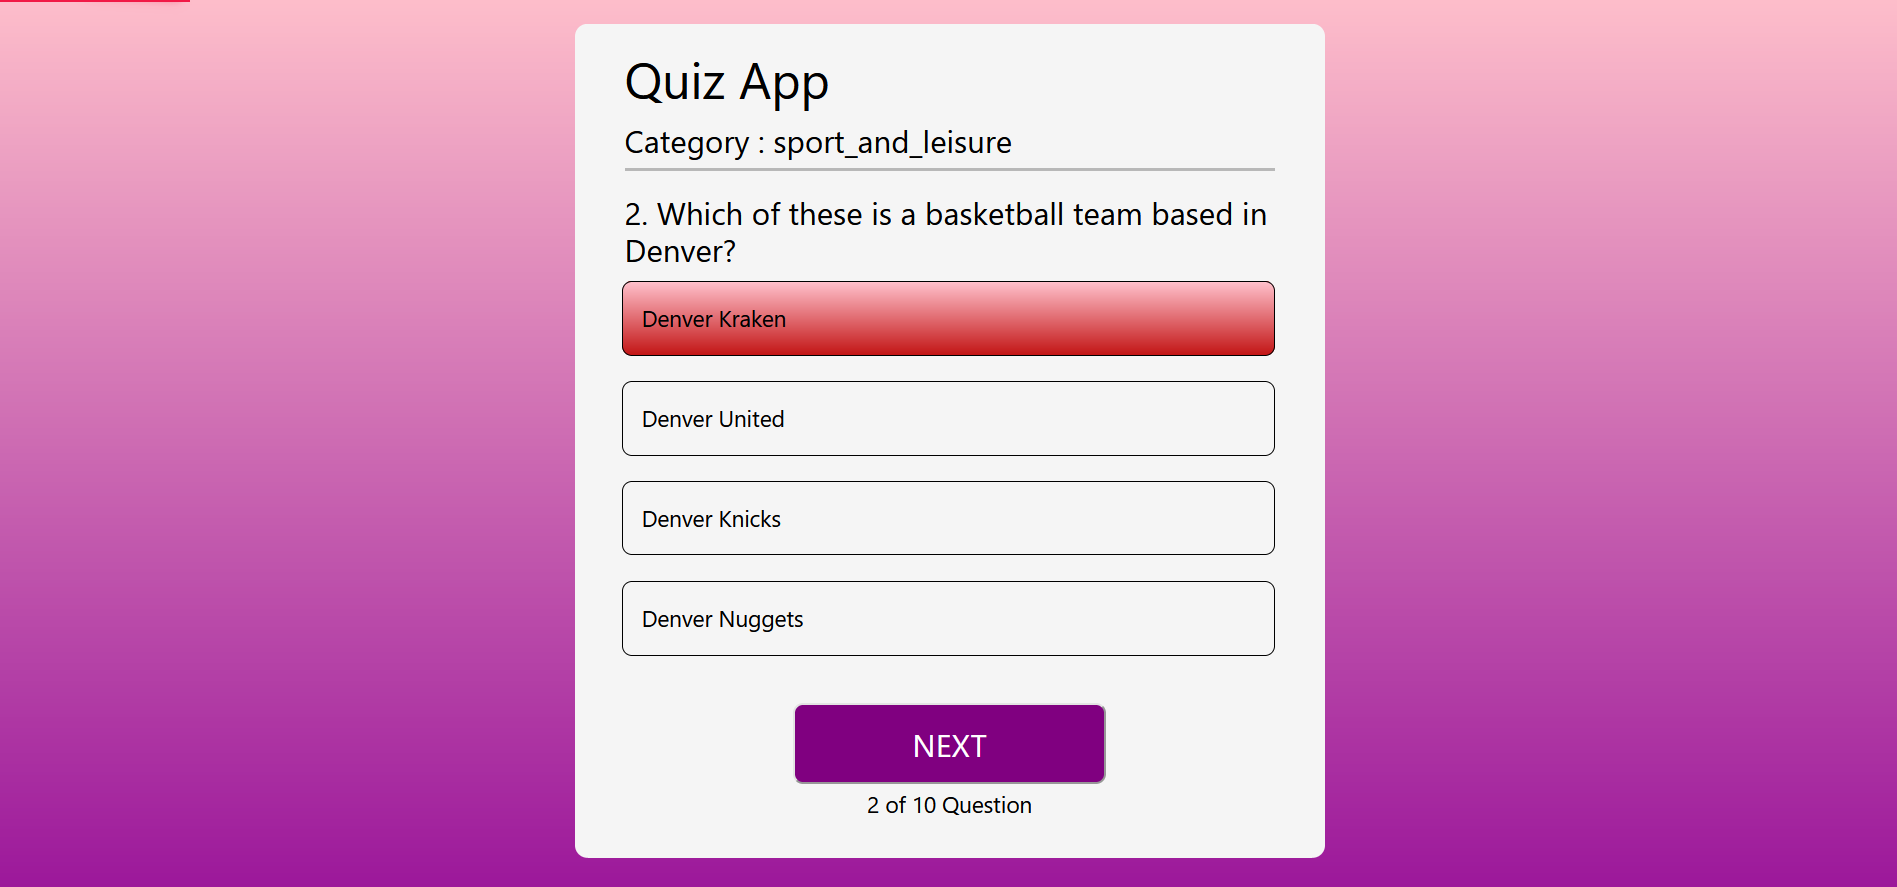 Quiz App
Category : sport_and_leisure
2. Which of these is a basketball team based in
Denver?
Denver Kraken
Denver United
Denver Knicks
Denver Nuggets
NEXT
2 of 10 Question